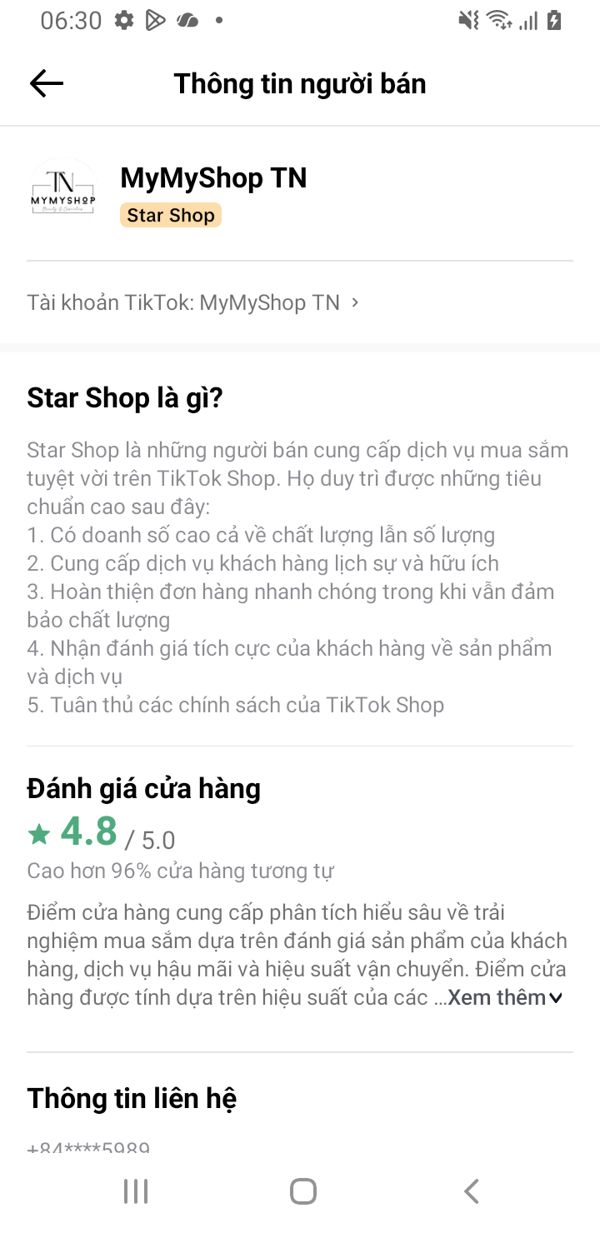 06:30
Thông tin người bán
TN
MYMYSHOP
MyMyShop TN
Star Shop
Tài khoản TikTok: MyMyShop TN
Star Shop là gì?
Star Shop là những người bán cung cấp dịch vụ mua sắm
tuyệt vời trên TikTok Shop. Họ duy trì được những tiêu
chuẩn cao sau đây:
1. Có doanh số cao cả về chất lượng lẫn số lượng
2. Cung cấp dịch vụ khách hàng lịch sự và hữu ích
3. Hoàn thiện đơn hàng nhanh chóng trong khi vẫn đảm
bảo chất lượng
4. Nhận đánh giá tích cực của khách hàng về sản phẩm
và dịch vụ
5. Tuân thủ các chính sách của TikTok Shop
Đánh giá cửa hàng
4.8 / 5.0
Cao hơn 96% cửa hàng tương tự
Điểm cửa hàng cung cấp phân tích hiểu sâu về trải
nghiệm mua sắm dựa trên đánh giá sản phẩm của khách
hàng, dịch vụ hậu mãi và hiệu suất vận chuyển. Điểm cửa
hàng được tính dựa trên hiệu suất của các ...Xem thêm
Thông tin liên hệ
+84****5989